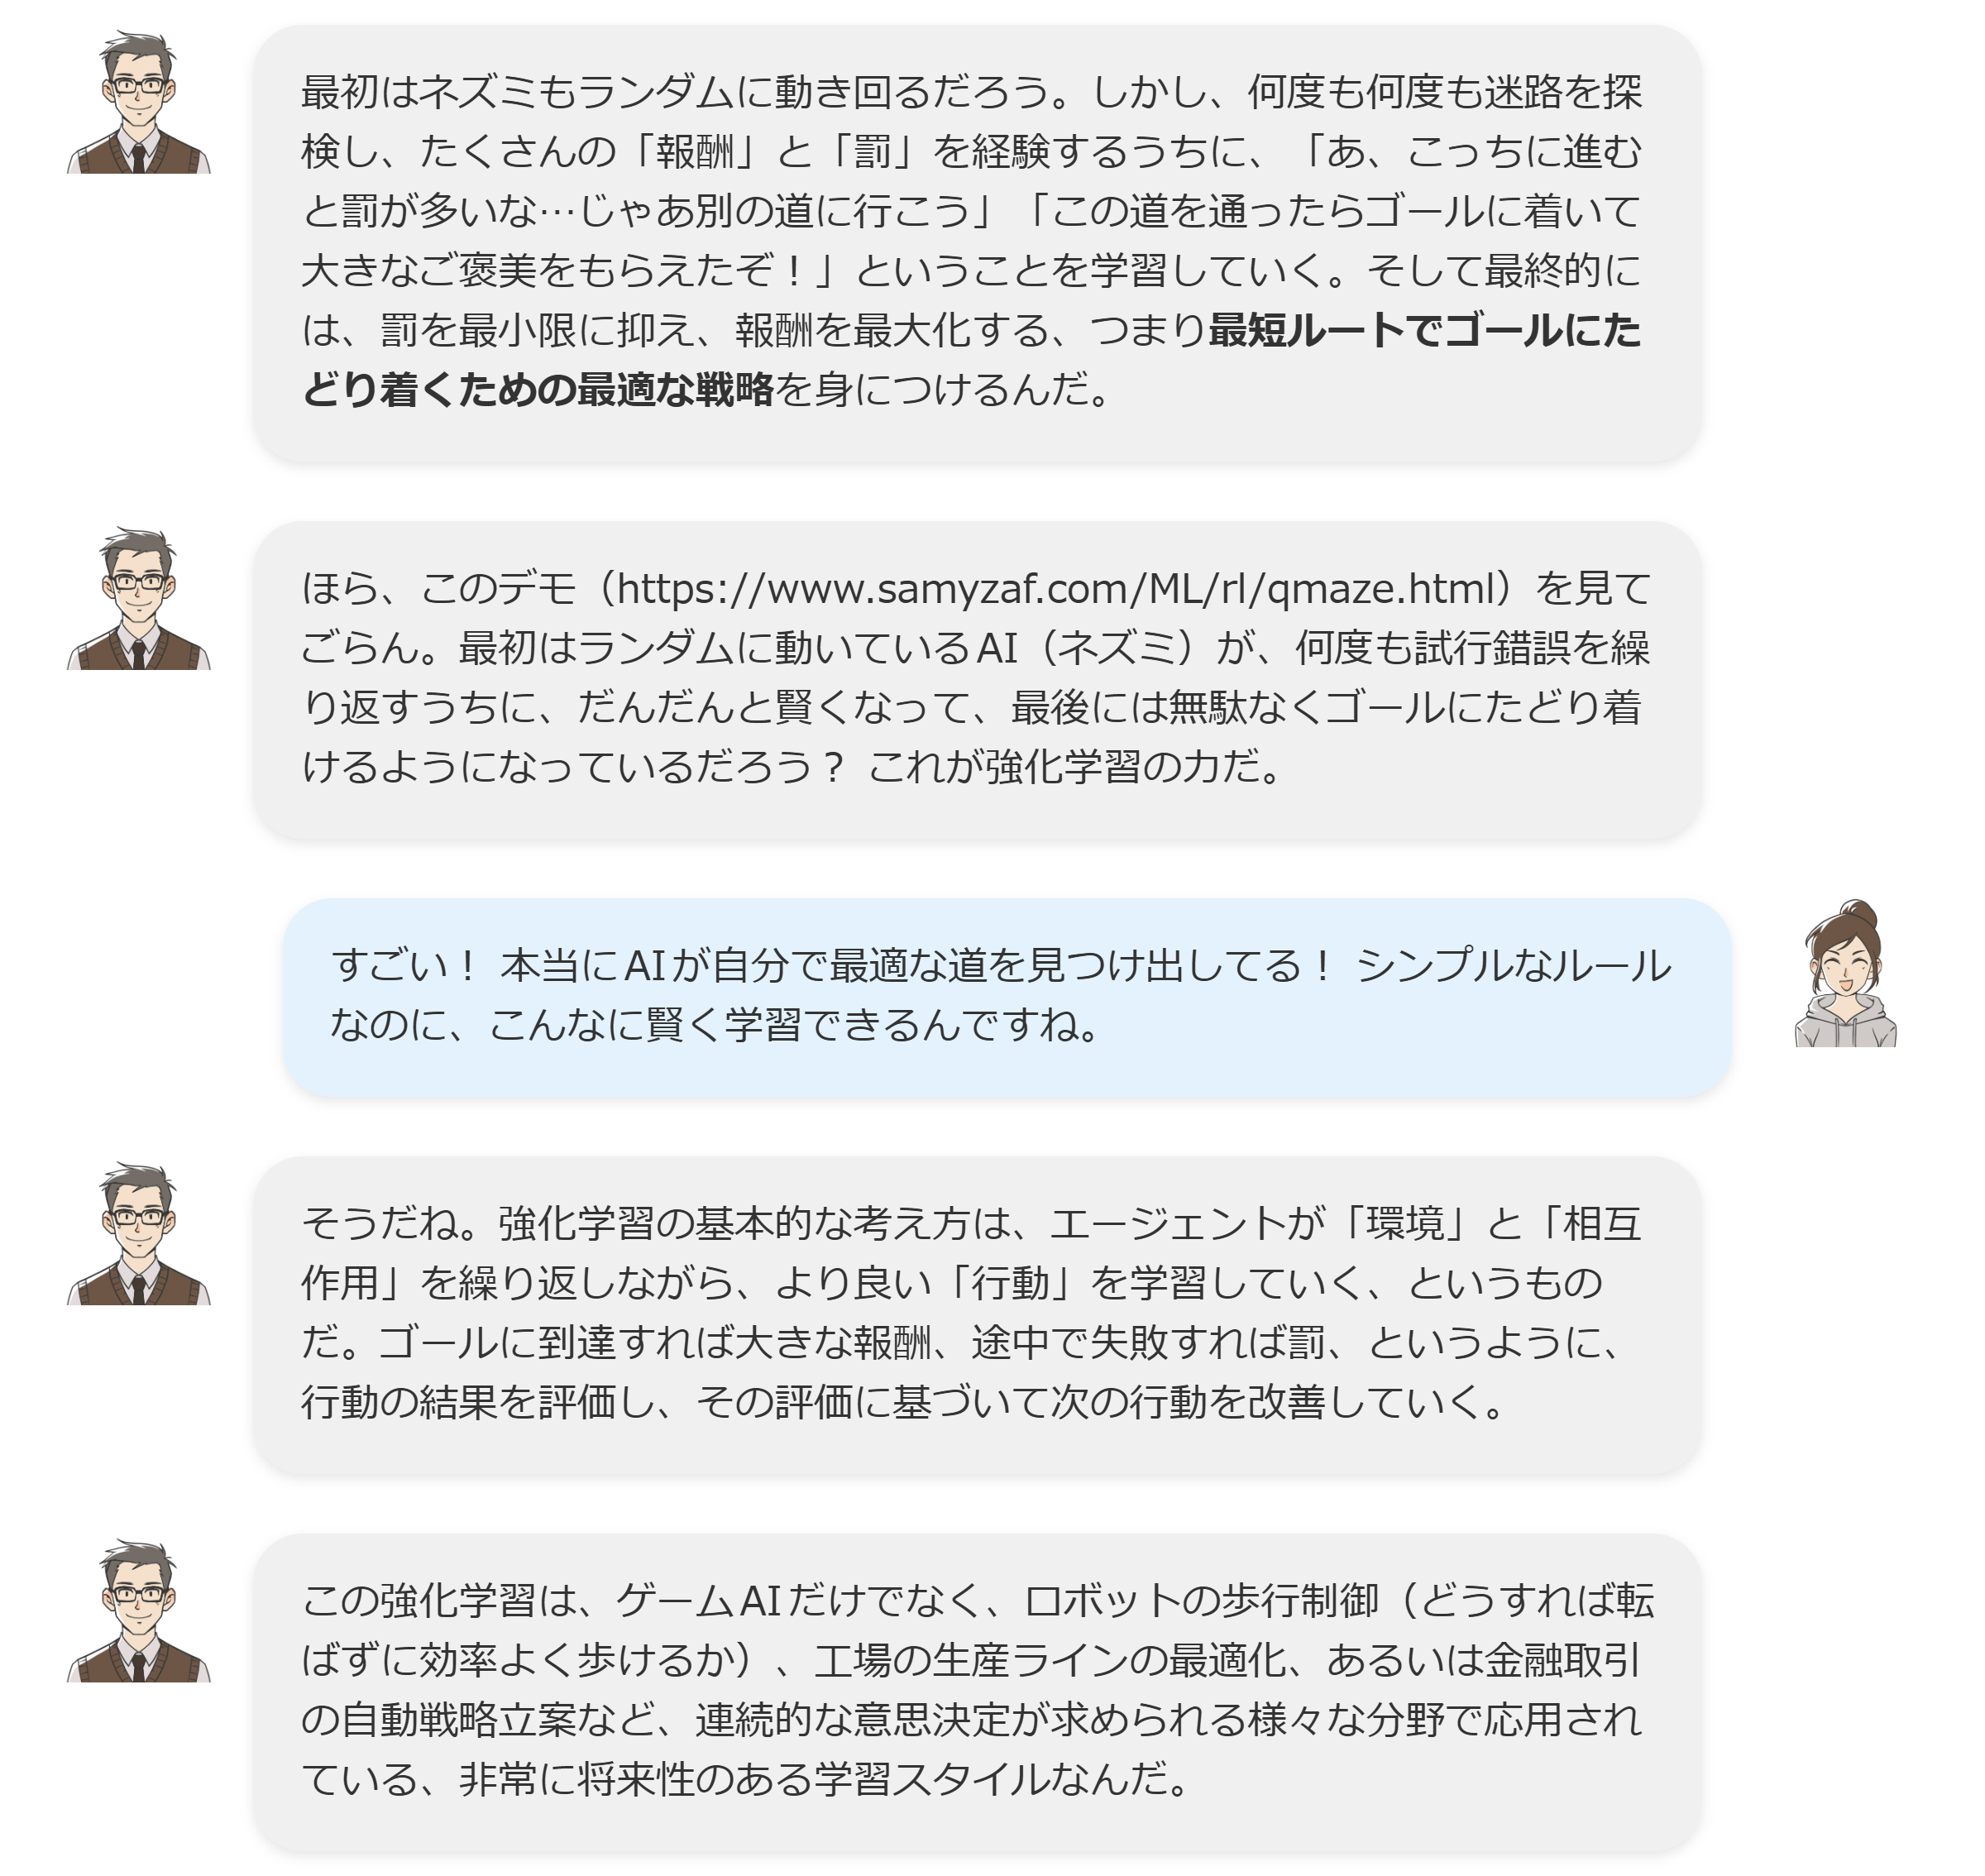 最初はネズミもランダムに動き回るだろう。しかし、何度も何度も迷路を探
検し、たくさんの「報酬」と「罰」を経験するうちに、「あ、こっちに進む
と罰が多いな…じゃあ別の道に行こう」「この道を通ったらゴールに着いて
大きなご褒美をもらえたぞ！」ということを学習していく。そして最終的に
は、罰を最小限に抑え、報酬を最大化する、つまり最短ルートでゴールにた
どり着くための最適な戦略を身につけるんだ。
ほら、このデモ（https://www.samyzaf.com/ML/rl/qmaze.html）を見て
ごらん。最初はランダムに動いているAI（ネズミ）が、何度も試行錯誤を繰
り返すうちに、だんだんと賢くなって、最後には無駄なくゴールにたどり着
けるようになっているだろう？ これが強化学習の力だ。
すごい！ 本当にAIが自分で最適な道を見つけ出してる！ シンプルなルール
なのに、こんなに賢く学習できるんですね。
そうだね。強化学習の基本的な考え方は、エージェントが「環境」と「相互
作用」を繰り返しながら、より良い「行動」を学習していく、というもの
だ。ゴールに到達すれば大きな報酬、途中で失敗すれば罰、というように、
行動の結果を評価し、その評価に基づいて次の行動を改善していく。
この強化学習は、ゲームAIだけでなく、ロボットの歩行制御（どうすれば転
ばずに効率よく歩けるか）、工場の生産ラインの最適化、あるいは金融取引
の自動戦略立案など、連続的な意思決定が求められる様々な分野で応用され
ている、非常に将来性のある学習スタイルなんだ。